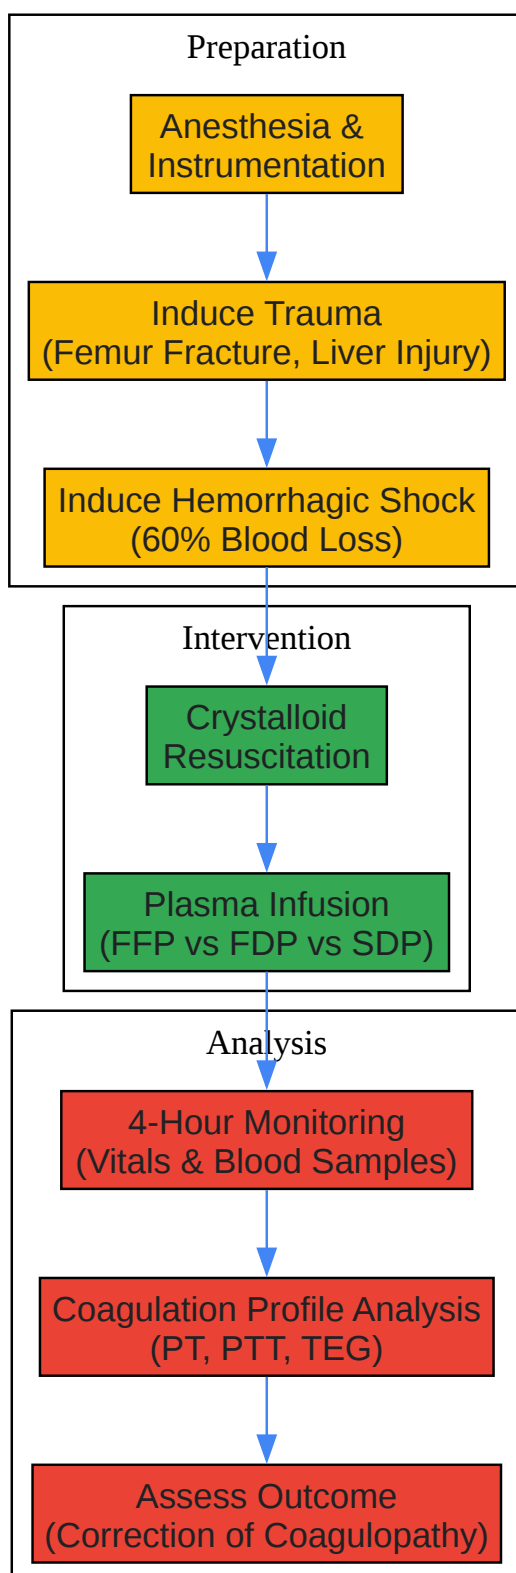 Preparation
Anesthesia &
Instrumentation
Induce Trauma
(Femur Fracture, Liver Injury)
Induce Hemorrhagic Shock
(60% Blood Loss)
Intervention
Crystalloid
Resuscitation
Plasma Infusion
(FFP vs FDP vs SDP)
Analysis
4-Hour Monitoring
(Vitals & Blood Samples)
Coagulation Profile Analysis
(PT, PTT, TEG)
Assess Outcome
(Correction of Coagulopathy)